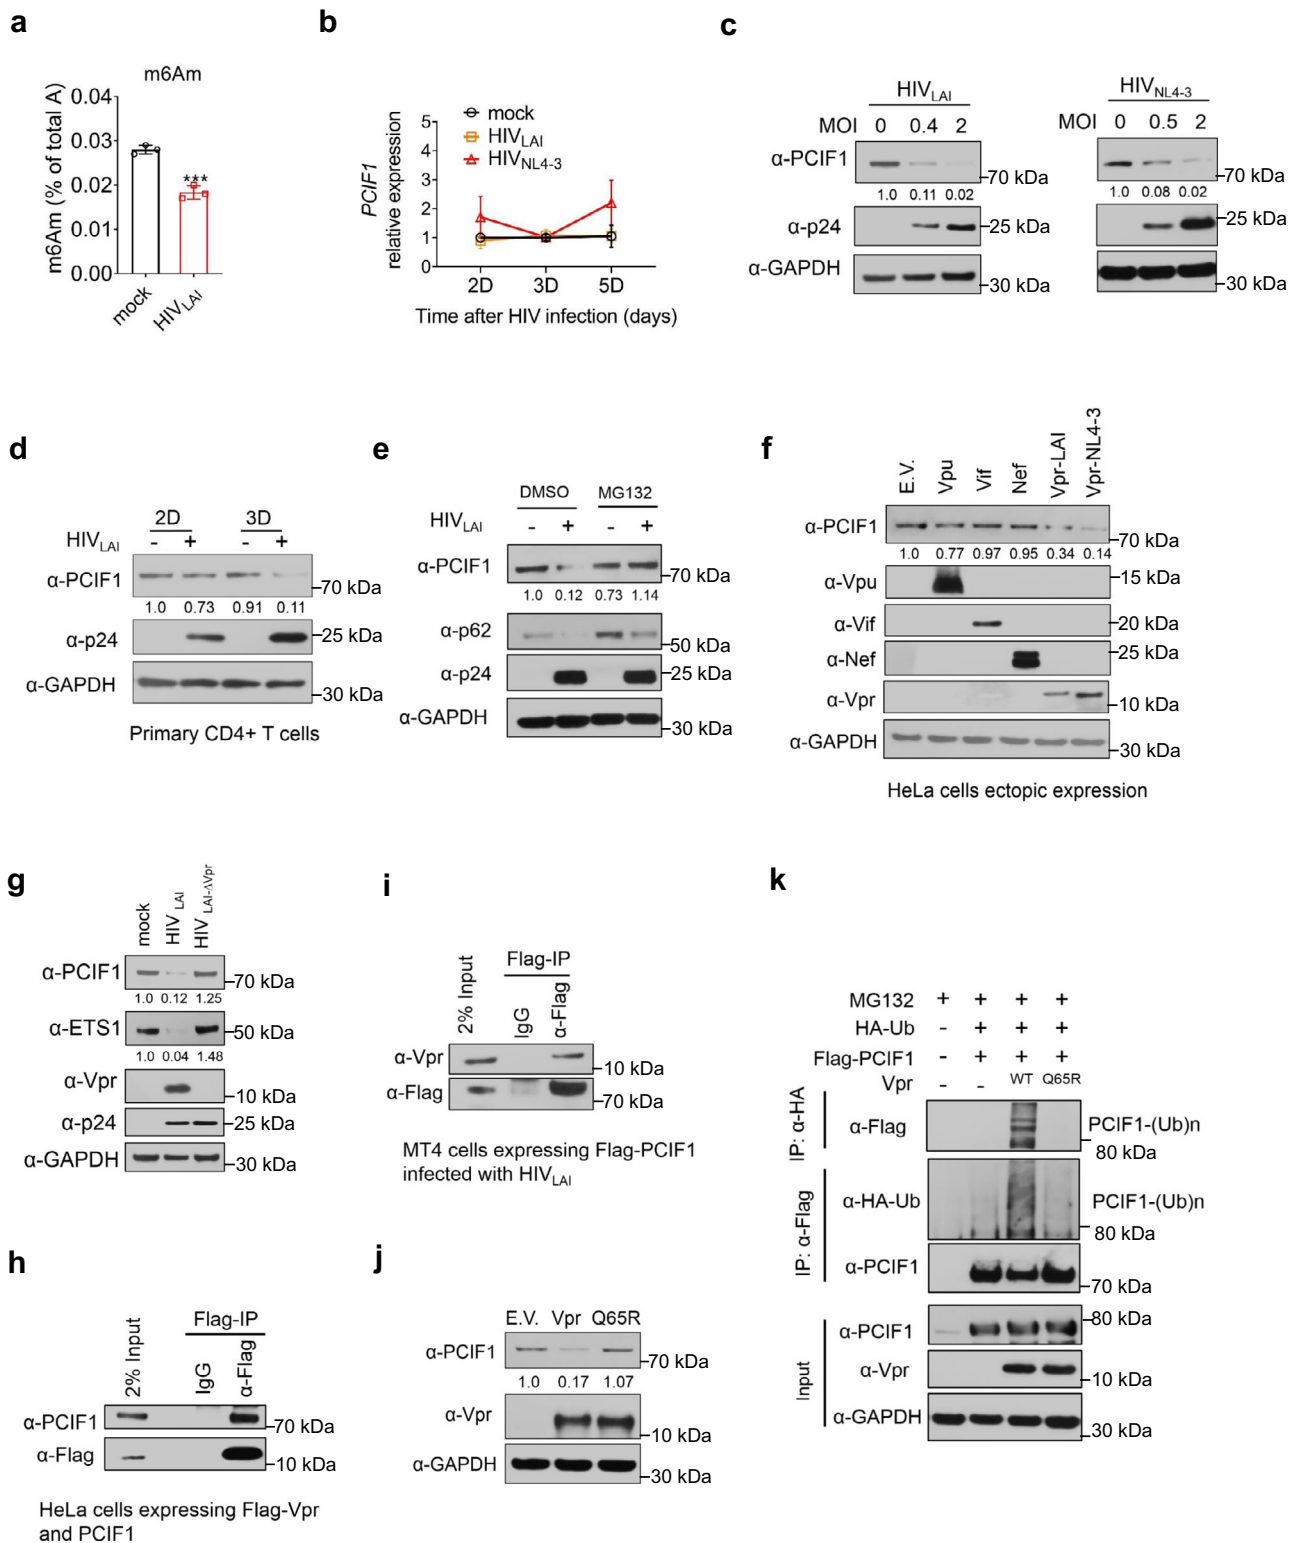 a
m6Am
m6Am (% of total A)
0.04
0.03
0.02
0.01
0.00
***
mock
HIVLAI
b
PCIF1
relative expression
5
4
3
2
1
0
mock
HIVLAI
HIVNL4-3
2D 3D 5D
Time after HIV infection (days)
c
HIVLAI
MOI 0 0.4 2
α-PCIF1
70 kDa
1.0 0.11 0.02
α-p24
25 kDa
α-GAPDH
30 kDa
HIVNL4-3
MOI 0 0.5 2
70 kDa
1.0 0.08 0.02
25 kDa
30 kDa
d
2D 3D
HIVLAI - + - +
α-PCIF1
70 kDa
1.0 0.73 0.91 0.11
α-p24
25 kDa
α-GAPDH
30 kDa
Primary CD4+ T cells
e
DMSO MG132
HIVLAI - + - +
α-PCIF1
70 kDa
1.0 0.12 0.73 1.14
α-p62
50 kDa
α-p24
25 kDa
α-GAPDH
30 kDa
f
E.V. Vpu Vif Nef Vpr-LAI Vpr-NL4-3
α-PCIF1
70 kDa
1.0 0.77 0.97 0.95 0.34 0.14
α-Vpu
15 kDa
α-Vif
20 kDa
α-Nef
25 kDa
α-Vpr
10 kDa
α-GAPDH
30 kDa
HeLa cells ectopic expression
g
mock HIVLAI HIVLAI-ΔVpr
α-PCIF1
70 kDa
1.0 0.12 1.25
α-ETS1
50 kDa
1.0 0.04 1.48
α-Vpr
10 kDa
α-p24
25 kDa
α-GAPDH
30 kDa
h
Flag-IP
2% Input IgG α-Flag
α-PCIF1
70 kDa
α-Flag
10 kDa
HeLa cells expressing Flag-Vpr
and PCIF1
i
Flag-IP
2% Input IgG α-Flag
α-Vpr
10 kDa
α-Flag
70 kDa
MT4 cells expressing Flag-PCIF1
infected with HIVLAI
j
E.V. Vpr Q65R
α-PCIF1
70 kDa
1.0 0.17 1.07
α-Vpr
10 kDa
α-GAPDH
30 kDa
k
MG132 + + + +
HA-Ub - + + +
Flag-PCIF1 - + + +
Vpr - - WT Q65R
IP: α-HA
α-Flag
PCIF1-(Ub)n
80 kDa
IP: α-Flag
α-HA-Ub
PCIF1-(Ub)n
80 kDa
α-PCIF1
70 kDa
Input
α-PCIF1
80 kDa
α-Vpr
10 kDa
α-GAPDH
30 kDa